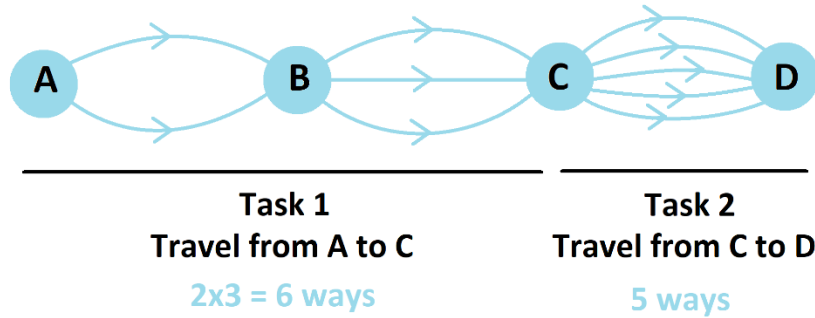 A B C D
Task 1
Travel from A to C
2x3 = 6 ways
Task 2
Travel from C to D
5 ways